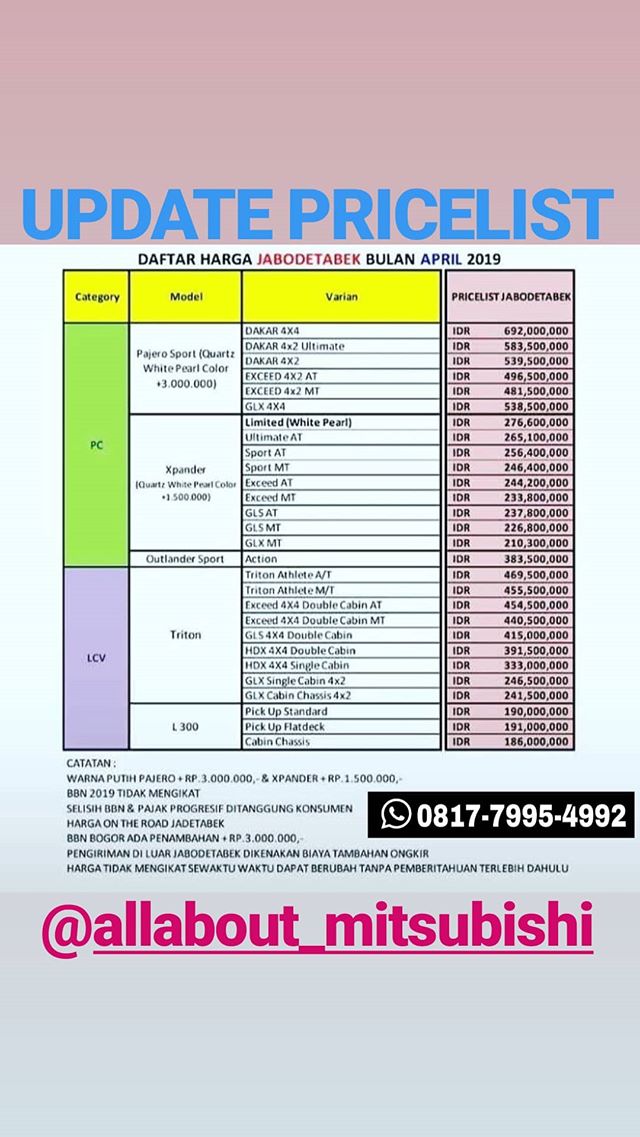 UPDATE PRICELIST
DAFTAR HARGA JABODETABEK BULAN APRIL 2019
Category Model Varian PRICELIST JABODETABEK
PC
Pajero Sport (Quartz
White Pearl Color
+3.000.000)
DAKAR 4X4 IDR 692,000,000
DAKAR 4x2 Ultimate IDR 583,500,000
DAKAR 4X2 IDR 539,500,000
EXCEED 4X2 AT IDR 496,500,000
EXCEED 4x2 MT IDR 481,500,000
GLX 4X4 IDR 538,500,000
Xpander
(Quartz White Pearl Color
+1.500.000)
Limited (White Pearl) IDR 276,600,000
Ultimate AT IDR 265,100,000
Sport AT IDR 256,400,000
Sport MT IDR 246,400,000
Exceed AT IDR 244,200,000
Exceed MT IDR 233,800,000
GLS AT IDR 237,800,000
GLS MT IDR 226,800,000
GLX MT IDR 210,300,000
Outlander Sport Action IDR 383,500,000
LCV
Triton
Triton Athlete A/T IDR 469,500,000
Triton Athlete M/T IDR 455,500,000
Exceed 4X4 Double Cabin AT IDR 454,500,000
Exceed 4X4 Double Cabin MT IDR 440,500,000
GLS 4X4 Double Cabin IDR 415,000,000
HDX 4X4 Double Cabin IDR 391,500,000
HDX 4X4 Single Cabin IDR 333,000,000
GLX Single Cabin 4x2 IDR 246,500,000
GLX Cabin Chassis 4x2 IDR 241,500,000
L 300
Pick Up Standard IDR 190,000,000
Pick Up Flatdeck IDR 191,000,000
Cabin Chassis IDR 186,000,000
CATATAN :
WARNA PUTIH PAJERO + RP.3.000.000,- & XPANDER + RP.1.500.000,-
BBN 2019 TIDAK MENGIKAT
SELISIH BBN & PAJAK PROGRESIF DITANGGUNG KONSUMEN
HARGA ON THE ROAD JADETABEK
BBN BOGOR ADA PENAMBAHAN + RP.3.000.000,-
PENGIRIMAN DI LUAR JABODETABEK DIKENAKAN BIAYA TAMBAHAN ONGKIR
HARGA TIDAK MENGIKAT SEWAKTU WAKTU DAPAT BERUBAH TANPA PEMBERITAHUAN TERLEBIH DAHULU
0817-7995-4992
@allabout_mitsubishi